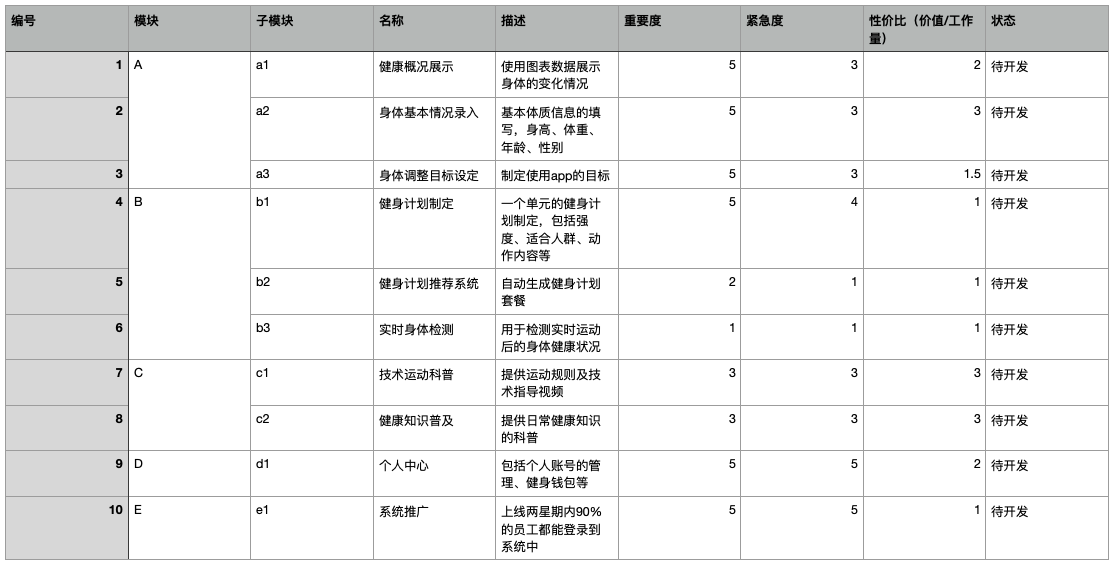 编号 模块 子模块 名称 描述 重要度 紧急度 性价比（价值/工作
量） 状态
1 A a1 健康概况展示 使用图表数据展示 5 3 2 待开发
身体的变化情况
2 a2 身体基本情况录入 基本体质信息的填 5 3 3 待开发
写，身高、体重、
年龄、性别
3 a3 身体调整目标设定 制定使用app的目标 5 3 1.5 待开发
4 B b1 健身计划制定 一个单元的健身计 5 4 1 待开发
划制定，包括强
度、适合人群、动
作内容等
5 b2 健身计划推荐系统 自动生成健身计划 2 1 1 待开发
套餐
6 b3 实时身体检测 用于检测实时运动 1 1 1 待开发
后的身体健康状况
7 C c1 技术运动科普 提供运动规则及技 3 3 3 待开发
术指导视频
8 c2 健康知识普及 提供日常健康知识 3 3 3 待开发
的科普
9 D d1 个人中心 包括个人账号的管 5 5 2 待开发
理、健身钱包等
10 E e1 系统推广 上线两星期内90% 5 5 1 待开发
的员工都能登录到
系统中